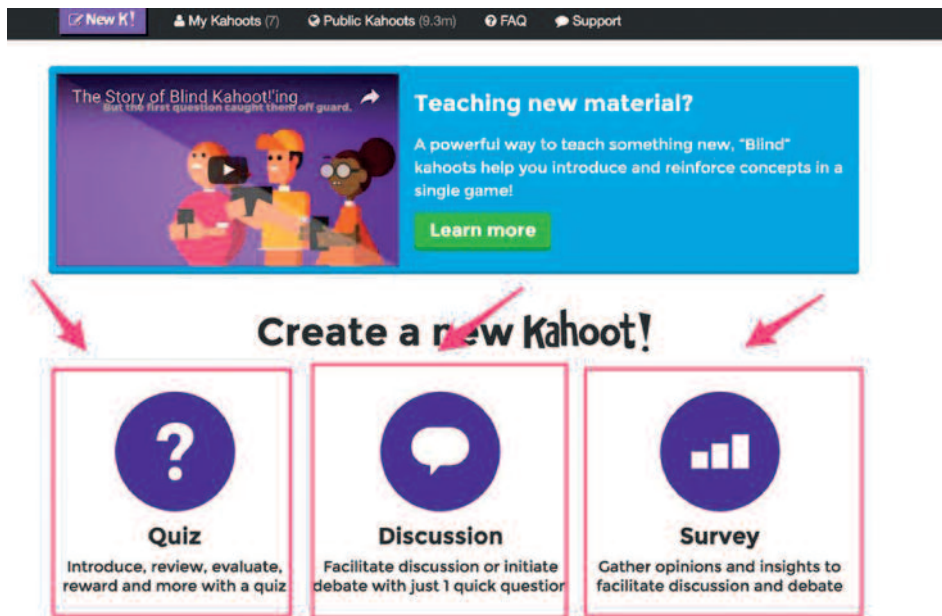 New K!
My Kahoots (7)
Public Kahoots (9.3m)
FAQ
Support
The Story of Blind Kahoot!'ing
But the first question caught them off guard.
Teaching new material?
A powerful way to teach something new, "Blind"
kahoots help you introduce and reinforce concepts in a
single game!
Learn more
Create a new Kahoot!
Quiz
Introduce, review, evaluate,
reward and more with a quiz
Discussion
Facilitate discussion or initiate
debate with just 1 quick question
Survey
Gather opinions and insights to
facilitate discussion and debate